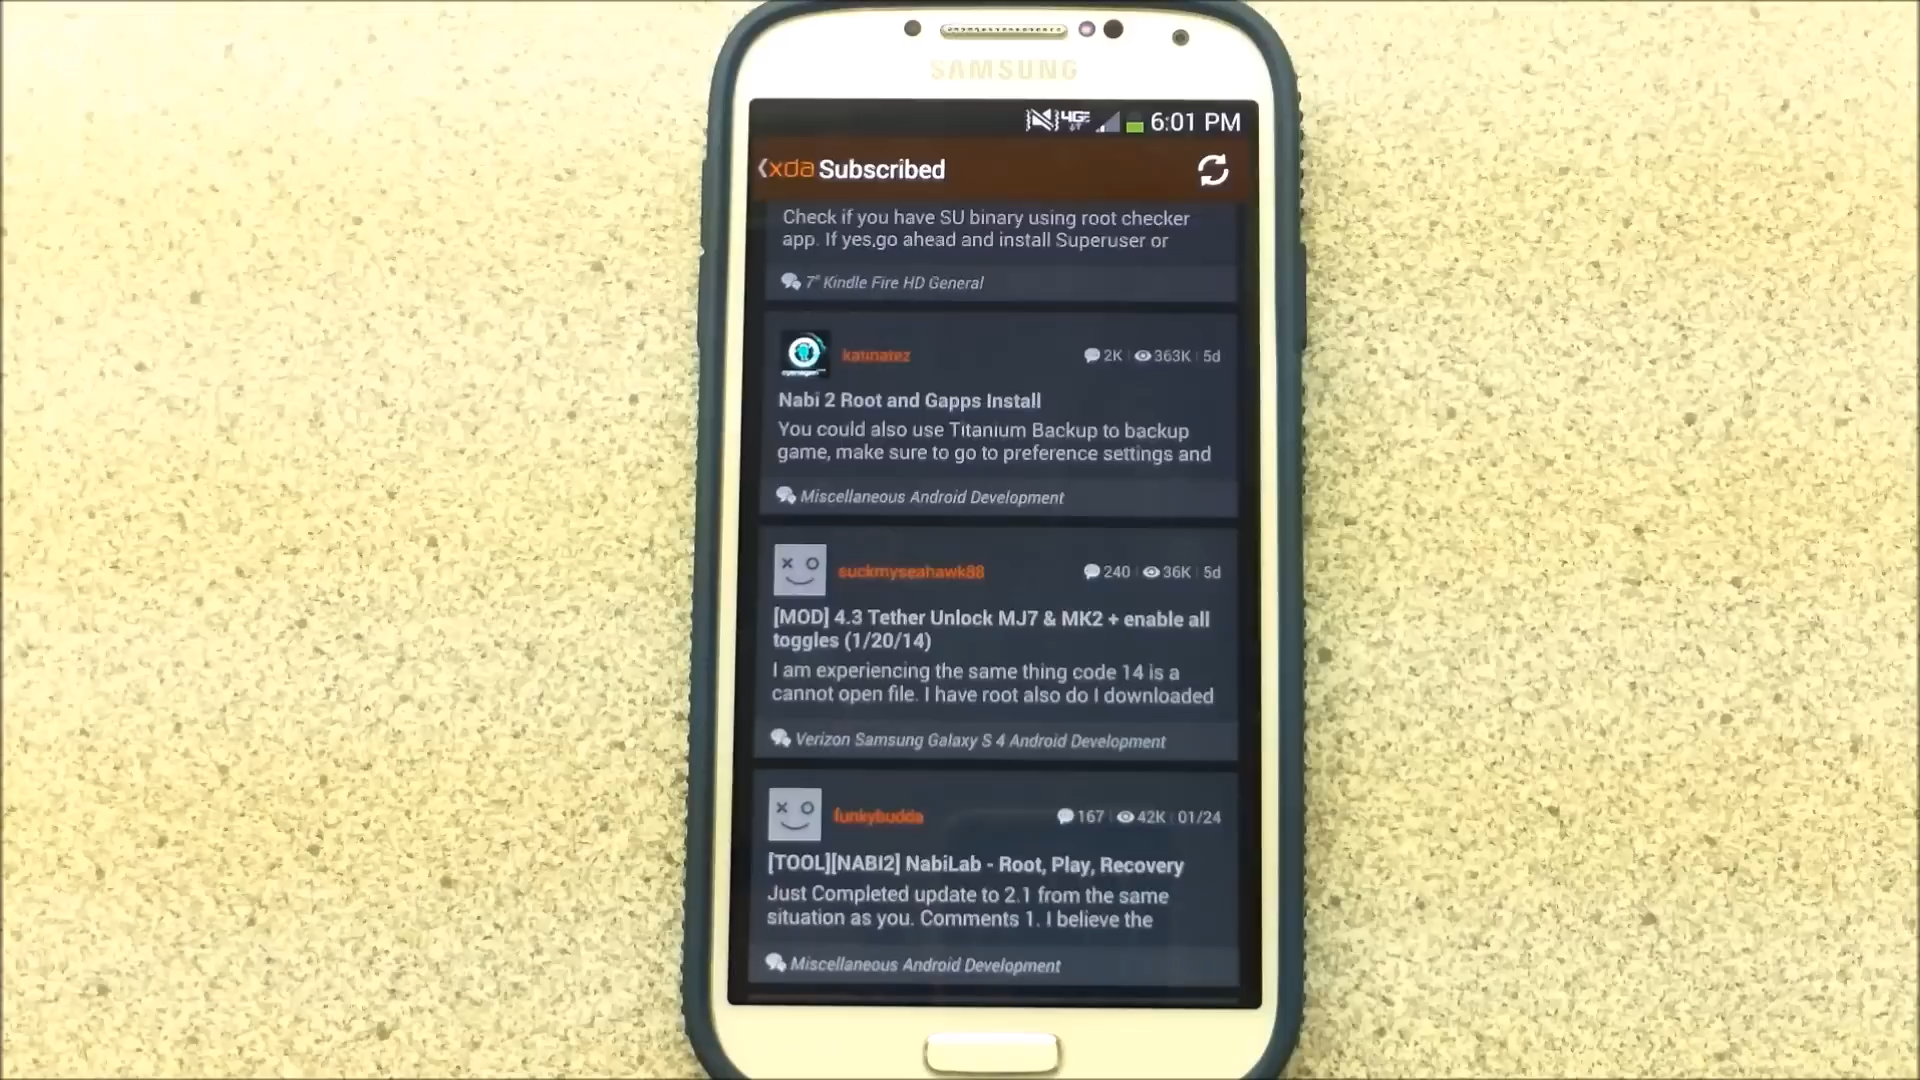 SAMSUNG
4G 6:01 PM
xda Subscribed
Check if you have SU binary using root checker
app. If yes,go ahead and install Superuser or
7" Kindle Fire HD General
katinatez 2K 363K 5d
Nabi 2 Root and Gapps Install
You could also use Titanium Backup to backup
game, make sure to go to preference settings and
Miscellaneous Android Development
suckmyseahawk88 240 36K 5d
[MOD] 4.3 Tether Unlock MJ7 & MK2 + enable all
toggles (1/20/14)
I am experiencing the same thing code 14 is a
cannot open file. I have root also do I downloaded
Verizon Samsung Galaxy S 4 Android Development
funkybudda 167 42K 01/24
[TOOL][NABI2] NabiLab - Root, Play, Recovery
Just Completed update to 2.1 from the same
situation as you. Comments 1. I believe the
Miscellaneous Android Development